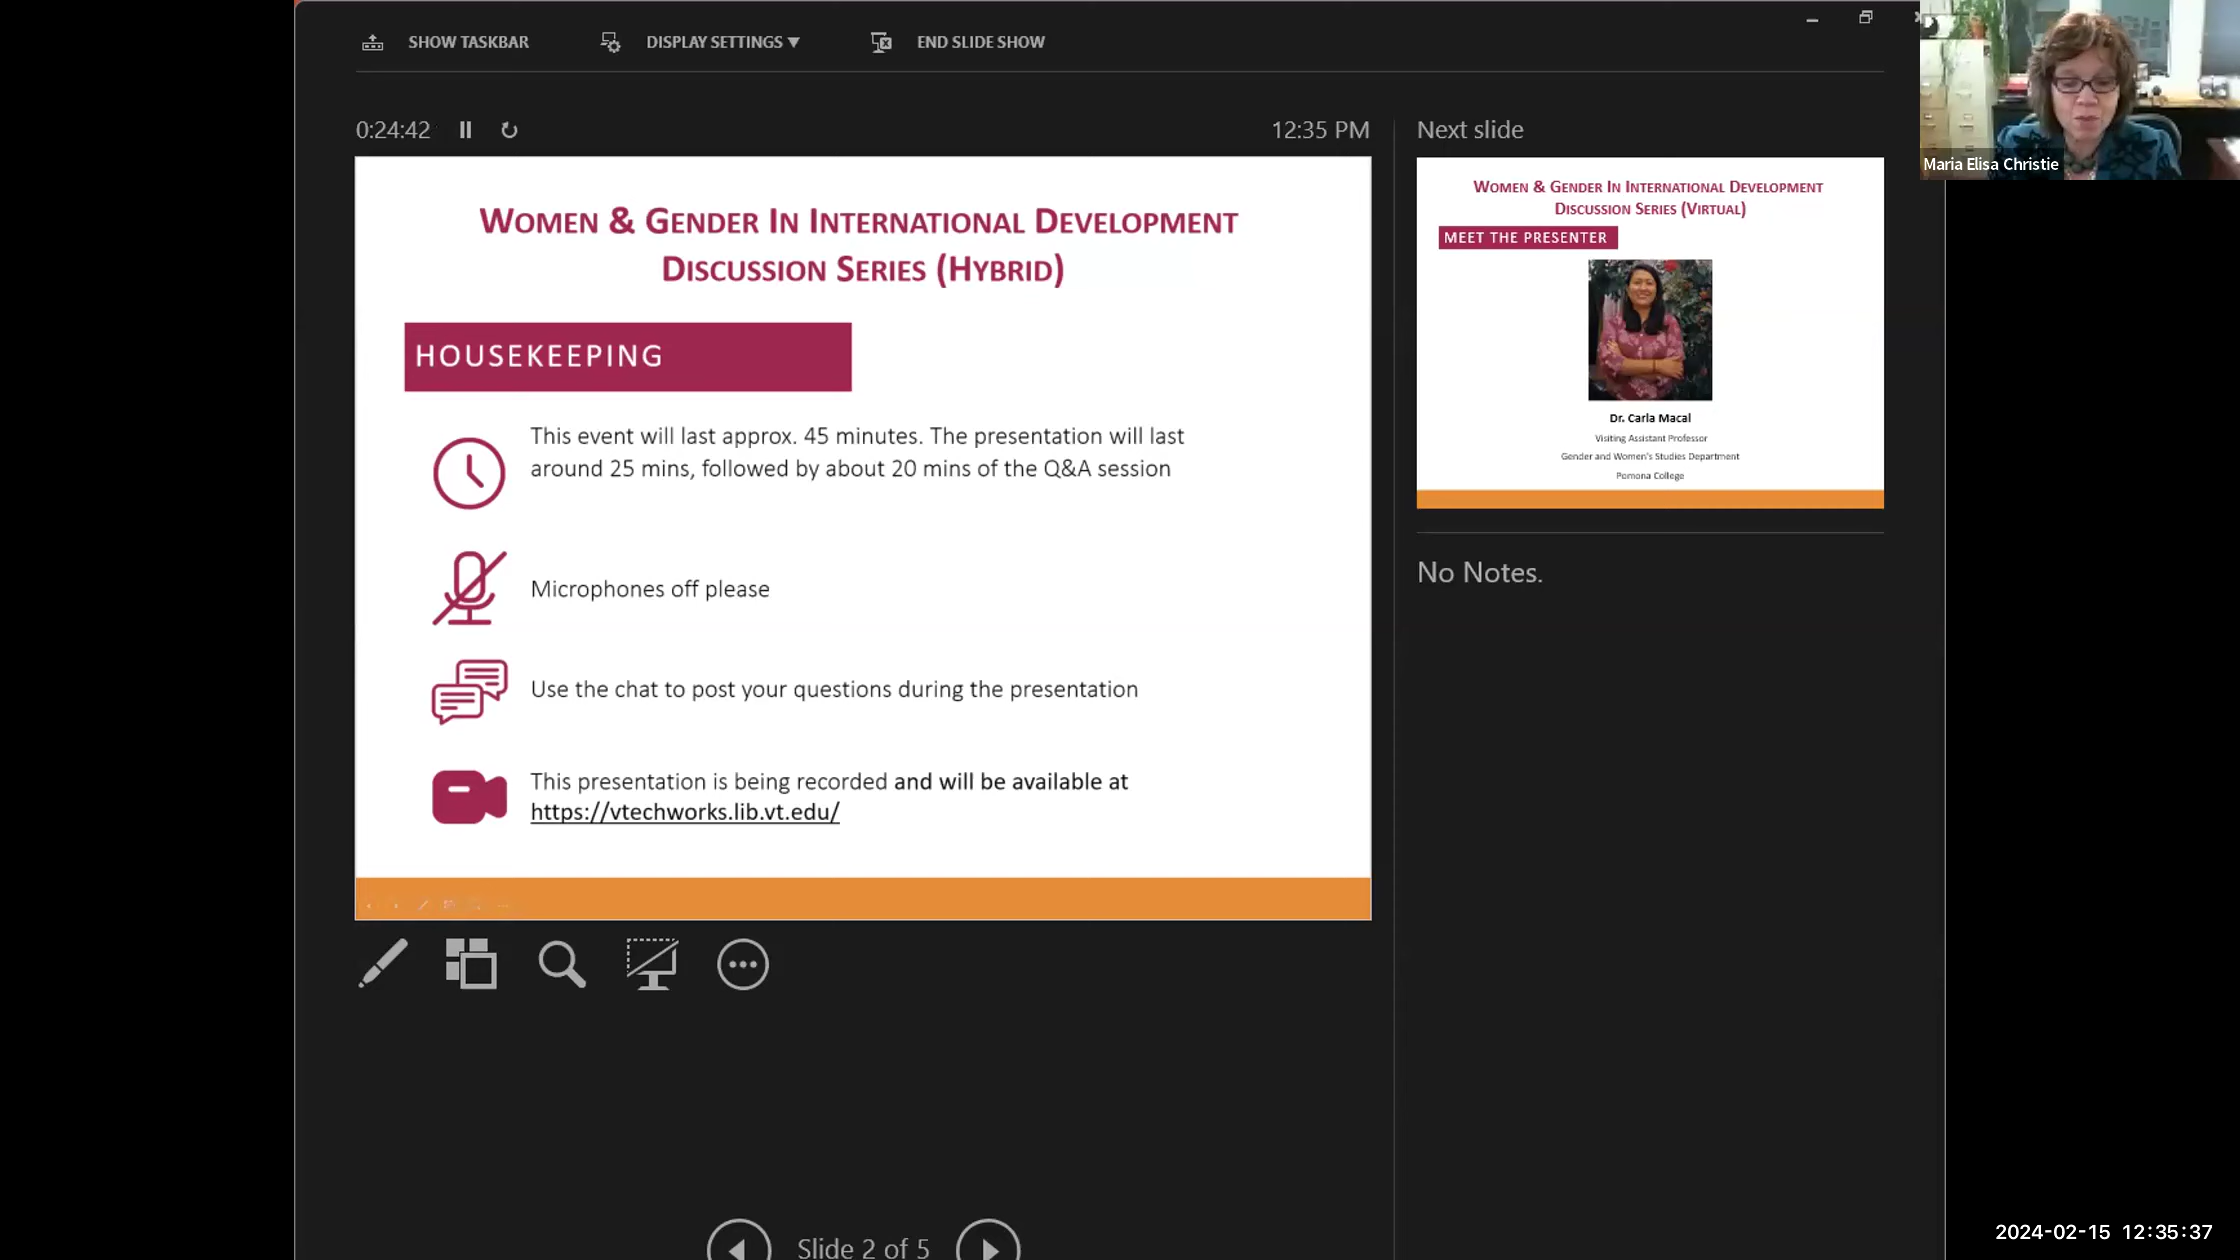 SHOW TASKBAR
DISPLAY SETTINGS ▼
END SLIDE SHOW
0:24:42
12:35 PM
WOMEN & GENDER IN INTERNATIONAL DEVELOPMENT
DISCUSSION SERIES (HYBRID)
HOUSEKEEPING
This event will last approx. 45 minutes. The presentation will last
around 25 mins, followed by about 20 mins of the Q&A session
Microphones off please
Use the chat to post your questions during the presentation
This presentation is being recorded and will be available at
https://vtechworks.lib.vt.edu/
Slide 2 of 5
Next slide
WOMEN & GENDER IN INTERNATIONAL DEVELOPMENT
DISCUSSION SERIES (VIRTUAL)
MEET THE PRESENTER
Dr. Carla Macal
Visiting Assistant Professor
Gender and Women's Studies Department
Pomona College
No Notes.
Maria Elisa Christie
2024-02-15 12:35:37